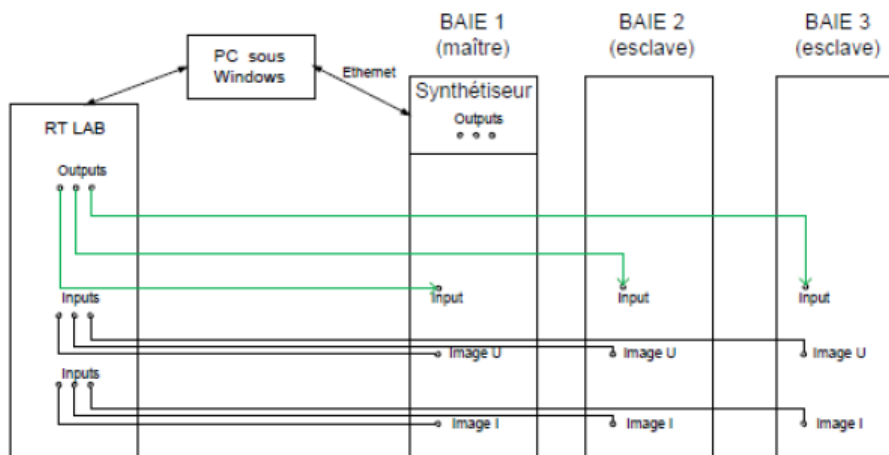 BAIE 1
(maître)
BAIE 2
(esclave)
BAIE 3
(esclave)
PC sous
Windows
Ethernet
Synthétiseur
Outputs
RT LAB
Outputs
Inputs
Input
Input
Input
Image U
Image U
Image U
Inputs
Image I
Image I
Image I